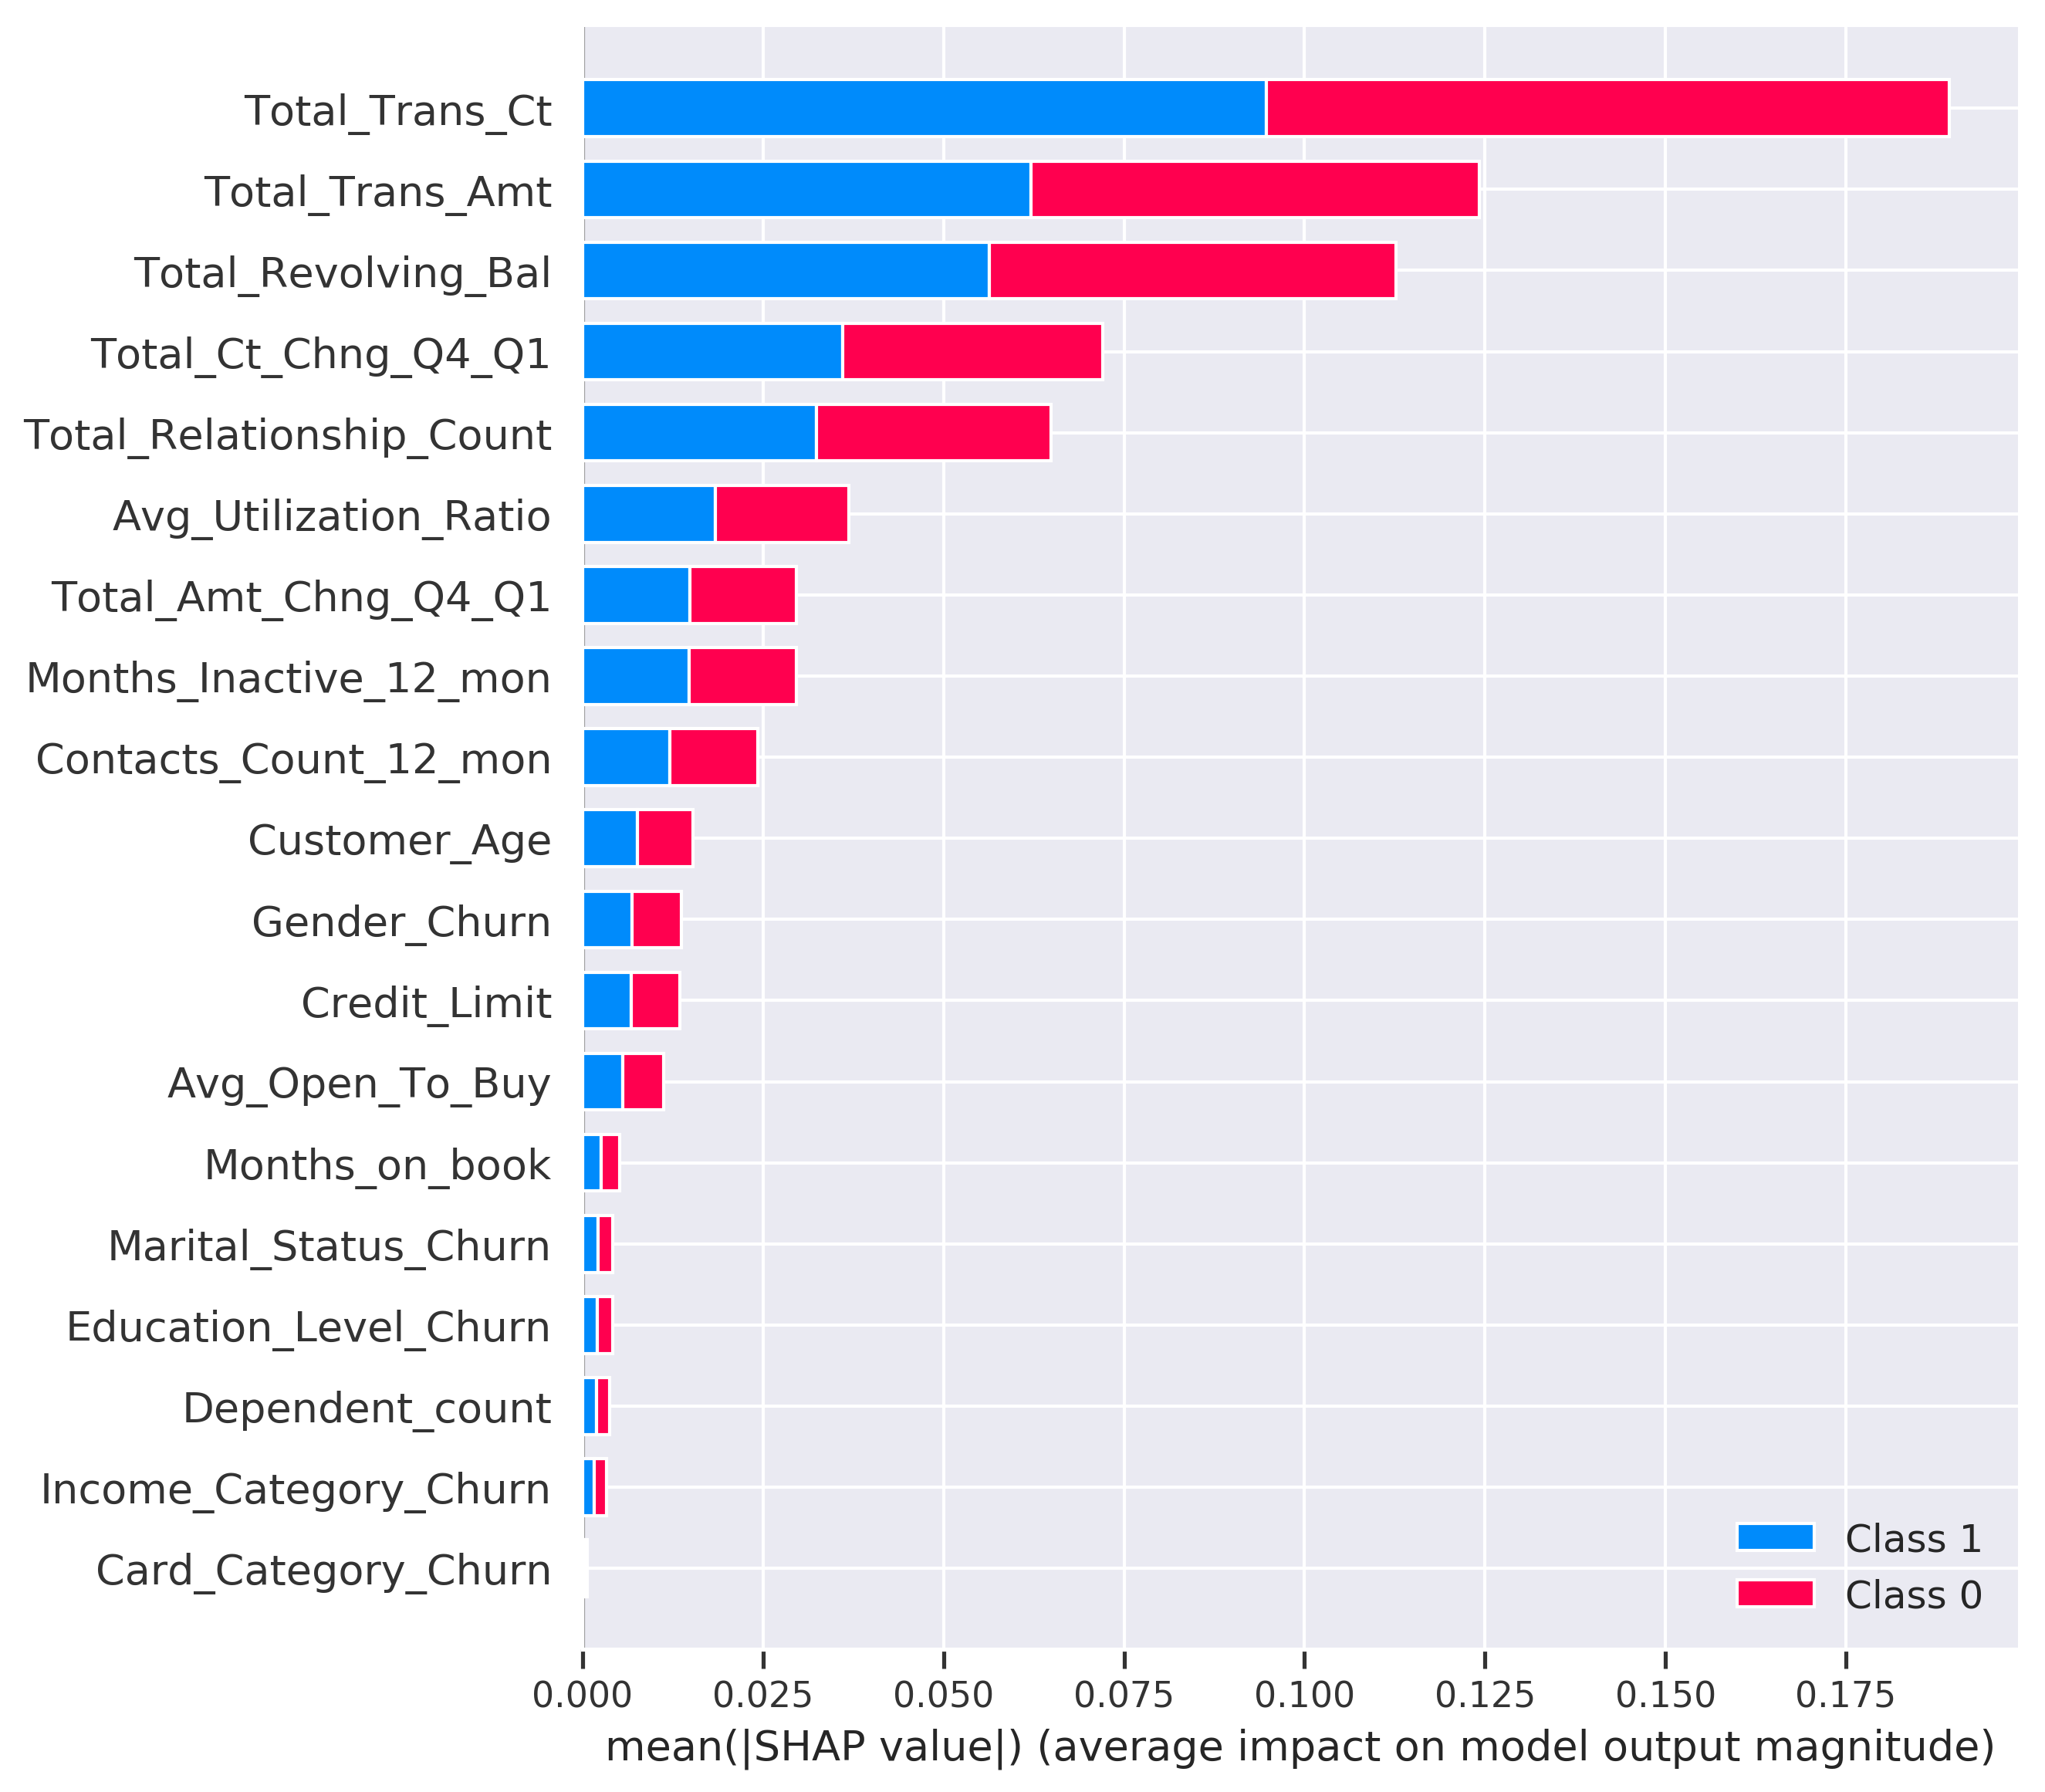 Total_Trans_Ct
Total_Trans_Amt
Total_Revolving_Bal
Total_Ct_Chng_Q4_Q1
Total_Relationship_Count
Avg_Utilization_Ratio
Total_Amt_Chng_Q4_Q1
Months_Inactive_12_mon
Contacts_Count_12_mon
Customer_Age
Gender_Churn
Credit_Limit
Avg_Open_To_Buy
Months_on_book
Marital_Status_Churn
Education_Level_Churn
Dependent_count
Income_Category_Churn
Card_Category_Churn
Class 1
Class 0
0.000 0.025 0.050 0.075 0.100 0.125 0.150 0.175
mean(|SHAP value|) (average impact on model output magnitude)